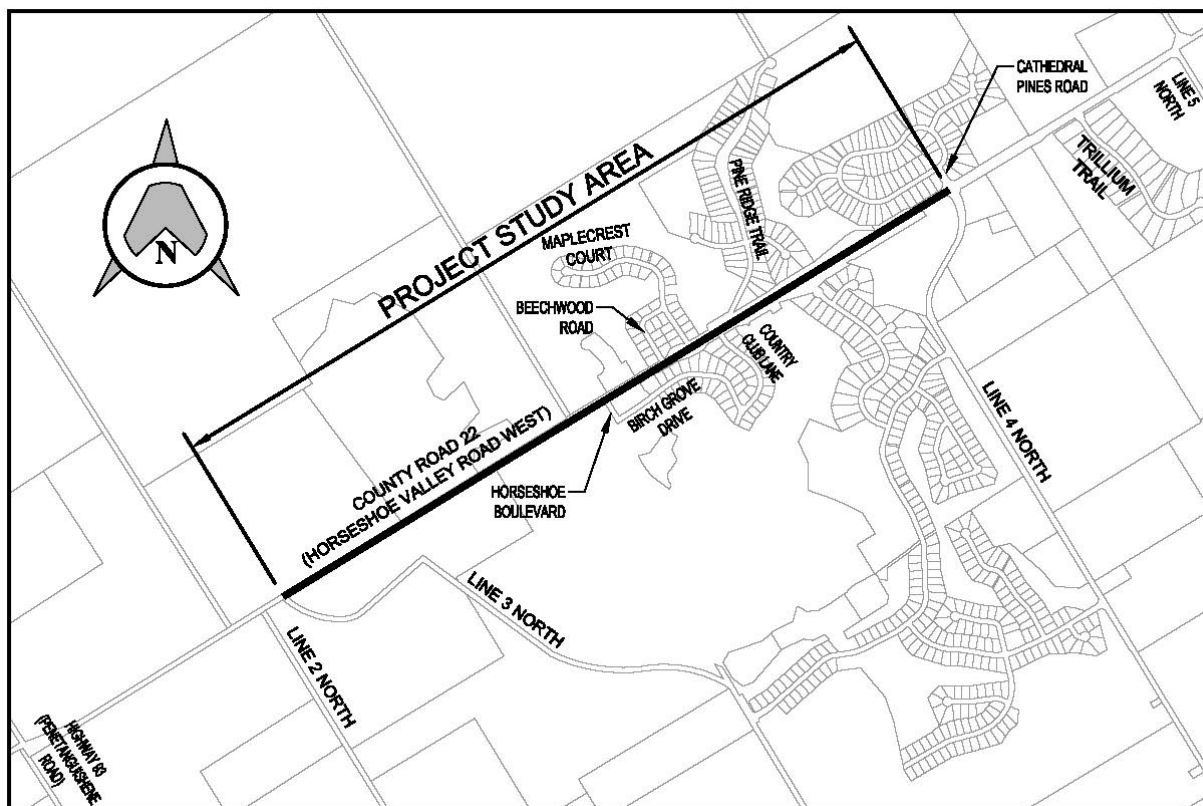 CATHEDRAL
PINES ROAD
LINE 5
NORTH
TRILLIUM
TRAIL
PROJECT STUDY AREA
PINE RIDGE TRAIL
MAPLECREST
COURT
N
BEECHWOOD
ROAD
COUNTRY
CLUB LANE
BIRCH GROVE
DRIVE
LINE 4 NORTH
COUNTY ROAD 22
(HORSESHOE VALLEY ROAD WEST)
HORSESHOE
BOULEVARD
LINE 3 NORTH
LINE 2 NORTH
HIGHWAY 93
(PENETANGUISHENE
ROAD)